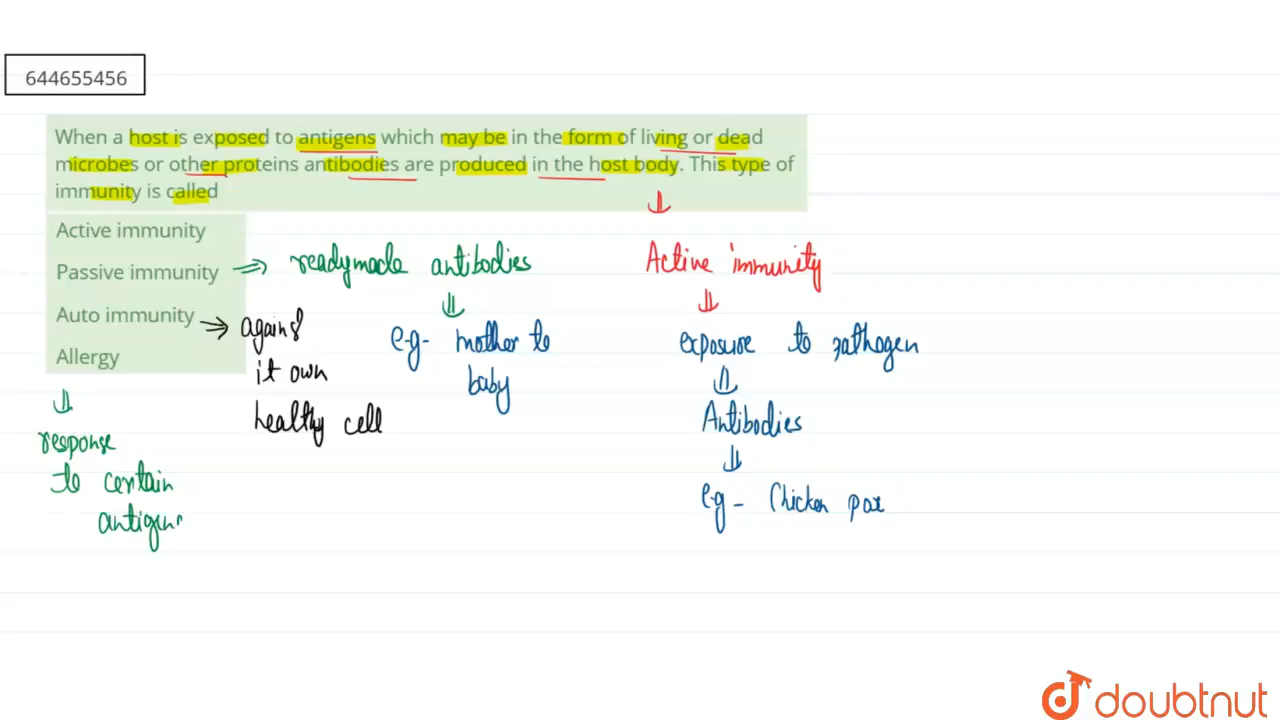 644655456
When a host is exposed to antigens which may be in the form of living or dead
microbes or other proteins antibodies are produced in the host body. This type of
immunity is called
Active immunity
Passive immunity
Auto immunity
Allergy
⇒ readymade antibodies
⇓
e.g- mother to
baby
→ against
it own
healthy cell
⇓
response
to certain
antigens
⇓
Active immunity
⇓
exposure to pathogen
⇓
Antibodies
⇓
e.g - Chicken pox
doubtnut